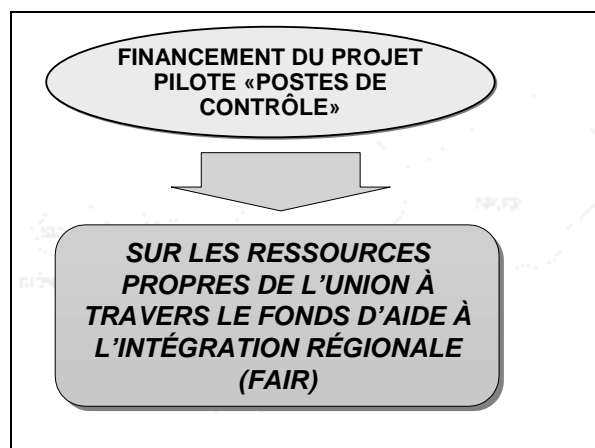 FINANCEMENT DU PROJET
PILOTE «POSTES DE
CONTRÔLE»
SUR LES RESSOURCES
PROPRES DE L'UNION À
TRAVERS LE FONDS D'AIDE À
L'INTÉGRATION RÉGIONALE
(FAIR)